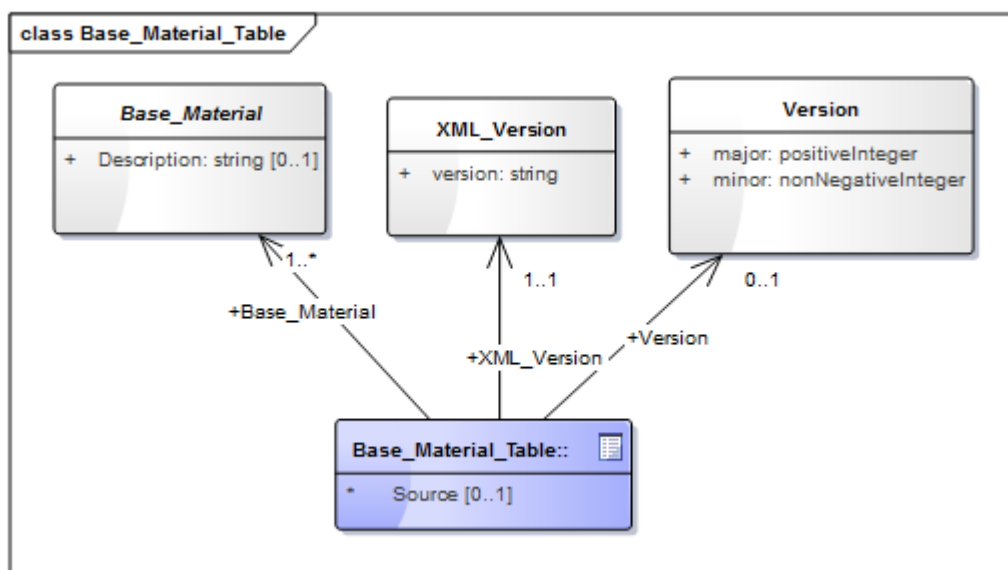 class Base_Material_Table
Base_Material
+ Description: string [0..1]
XML_Version
+ version: string
Version
+ major: positiveInteger
+ minor: nonNegativeInteger
1..*
1..1
0..1
+Base_Material
+XML_Version
+Version
Base_Material_Table::
* Source [0..1]